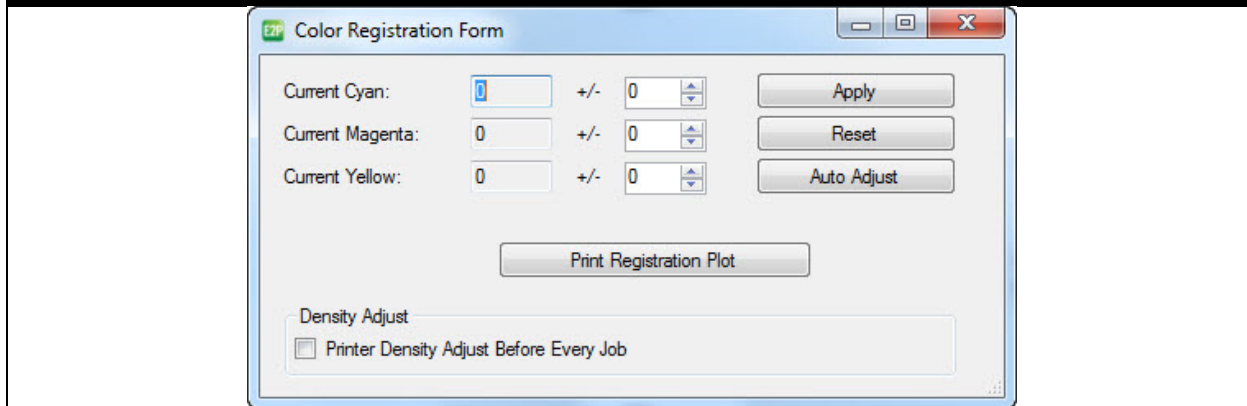 E2P Color Registration Form
Current Cyan: 0 +/- 0 Apply
Current Magenta: 0 +/- 0 Reset
Current Yellow: 0 +/- 0 Auto Adjust
Print Registration Plot
Density Adjust
Printer Density Adjust Before Every Job